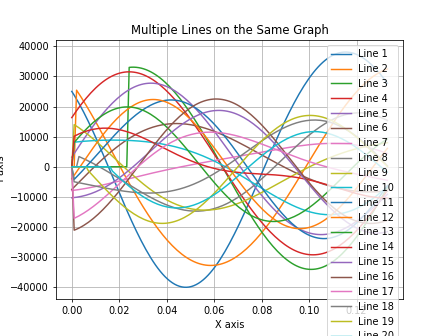 Multiple Lines on the Same Graph
40000
30000
20000
10000
0
-10000
-20000
-30000
-40000
0.00
0.02
0.04
0.06
0.08
0.10
X axis
Line 1
Line 2
Line 3
Line 4
Line 5
Line 6
Line 7
Line 8
Line 9
Line 10
Line 11
Line 12
Line 13
Line 14
Line 15
Line 16
Line 17
Line 18
Line 19
Line 20